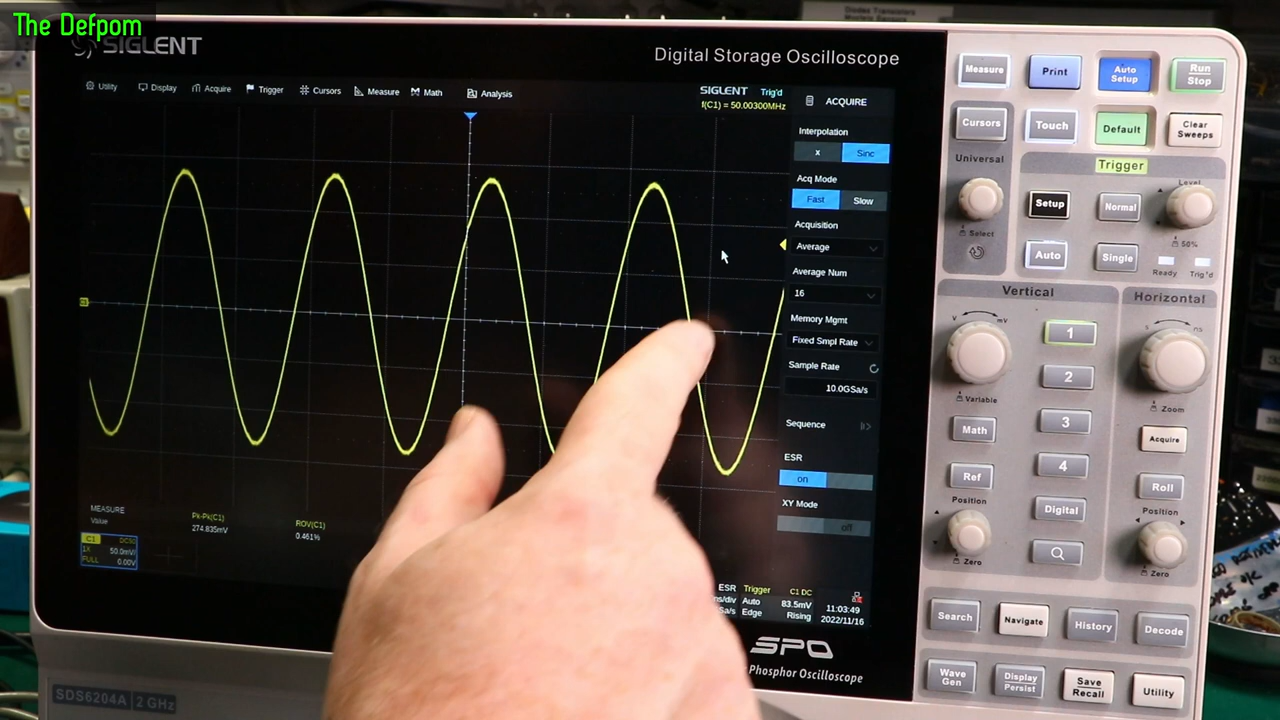 The Defpom
SIGLENT
Digital Storage Oscilloscope
Utility
Display
Acquire
Trigger
Cursors
Measure
Math
Analysis
SIGLENT
Trig'd
f(C1) = 50.00300MHz
ACQUIRE
Interpolation
x
Sinc
Acq Mode
Fast
Slow
Acquisition
Average
Average Num
16
Memory Mgmt
Fixed Smpl Rate
Sample Rate
10.0GSa/s
Sequence
ESR
on
XY Mode
off
MEASURE
Value
Pk-Pk(C1)
274.835mV
ROV(C1)
0.461%
C1
DC50
1X
50.0mV/
FULL
0.00V
ESR
ns/div
Sa/s
Trigger
C1 DC
Auto
83.5mV
Edge
Rising
11:03:49
2022/11/16
SPO
Phosphor Oscilloscope
SDS6204A
2 GHz
Measure
Print
Auto
Setup
Run
Stop
Cursors
Touch
Default
Clear
Sweeps
Universal
Select
Trigger
Setup
Normal
Level
50%
Auto
Single
Ready
Trig'd
Vertical
V
mV
Variable
1
2
3
4
Math
Ref
Digital
Position
Zero
Horizontal
s
ns
Zoom
Acquire
Roll
Position
Zero
Search
Navigate
History
Decode
Wave
Gen
Display
Persist
Save
Recall
Utility